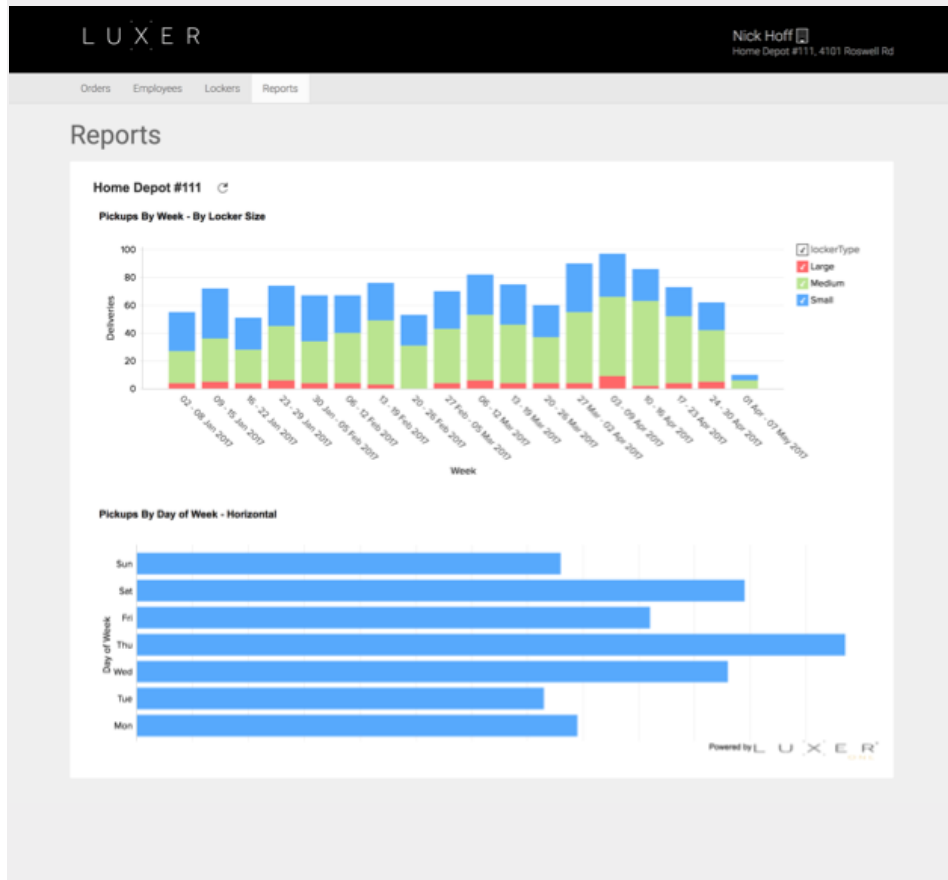 LUXER
Nick Hoff
Home Depot #111, 4101 Roswell Rd
Orders Employees Lockers Reports
Reports
Home Depot #111
Pickups By Week - By Locker Size
100
80
60
40
20
0
Deliveries
lockerType
Large
Medium
Small
02 - 08 Jan 2017
09 - 15 Jan 2017
16 - 22 Jan 2017
23 - 29 Jan 2017
30 Jan - 05 Feb 2017
06 - 12 Feb 2017
13 - 19 Feb 2017
20 - 26 Feb 2017
27 Feb - 05 Mar 2017
06 - 12 Mar 2017
13 - 19 Mar 2017
20 - 26 Mar 2017
27 Mar - 02 Apr 2017
03 - 09 Apr 2017
10 - 16 Apr 2017
17 - 23 Apr 2017
24 - 30 Apr 2017
01 Apr - 07 May 2017
Week
Pickups By Day of Week - Horizontal
Day of Week
Sun
Sat
Fri
Thu
Wed
Tue
Mon
Powered by LUXER
ONE